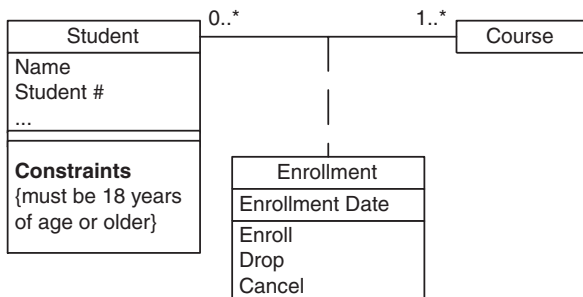 Student
0..*
1..*
Course
Name
Student #
...
Constraints
{must be 18 years
of age or older}
Enrollment
Enrollment Date
Enroll
Drop
Cancel